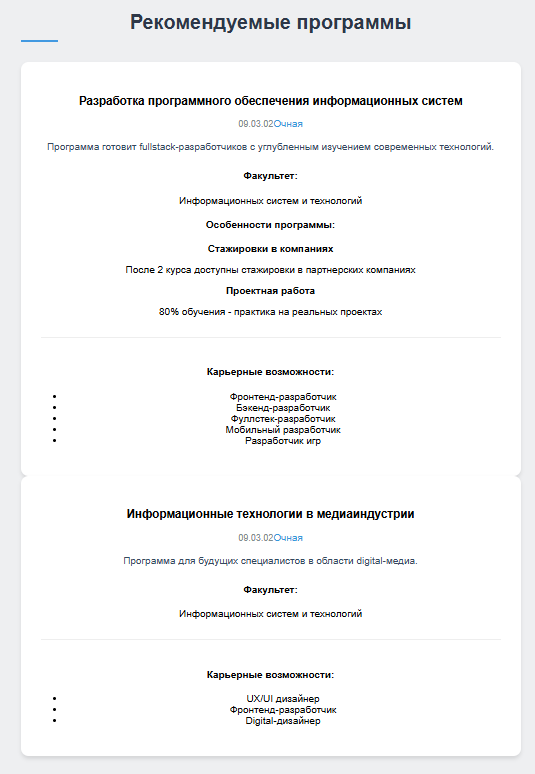 Рекомендуемые программы
Разработка программного обеспечения информационных систем
09.03.02Очная
Программа готовит fullstack-разработчиков с углубленным изучением современных технологий.
Факультет:
Информационных систем и технологий
Особенности программы:
Стажировки в компаниях
После 2 курса доступны стажировки в партнерских компаниях
Проектная работа
80% обучения - практика на реальных проектах
Карьерные возможности:
Фронтенд-разработчик
Бэкенд-разработчик
Фуллстек-разработчик
Мобильный разработчик
Разработчик игр
Информационные технологии в медиаиндустрии
09.03.02Очная
Программа для будущих специалистов в области digital-медиа.
Факультет:
Информационных систем и технологий
Карьерные возможности:
UX/UI дизайнер
Фронтенд-разработчик
Digital-дизайнер